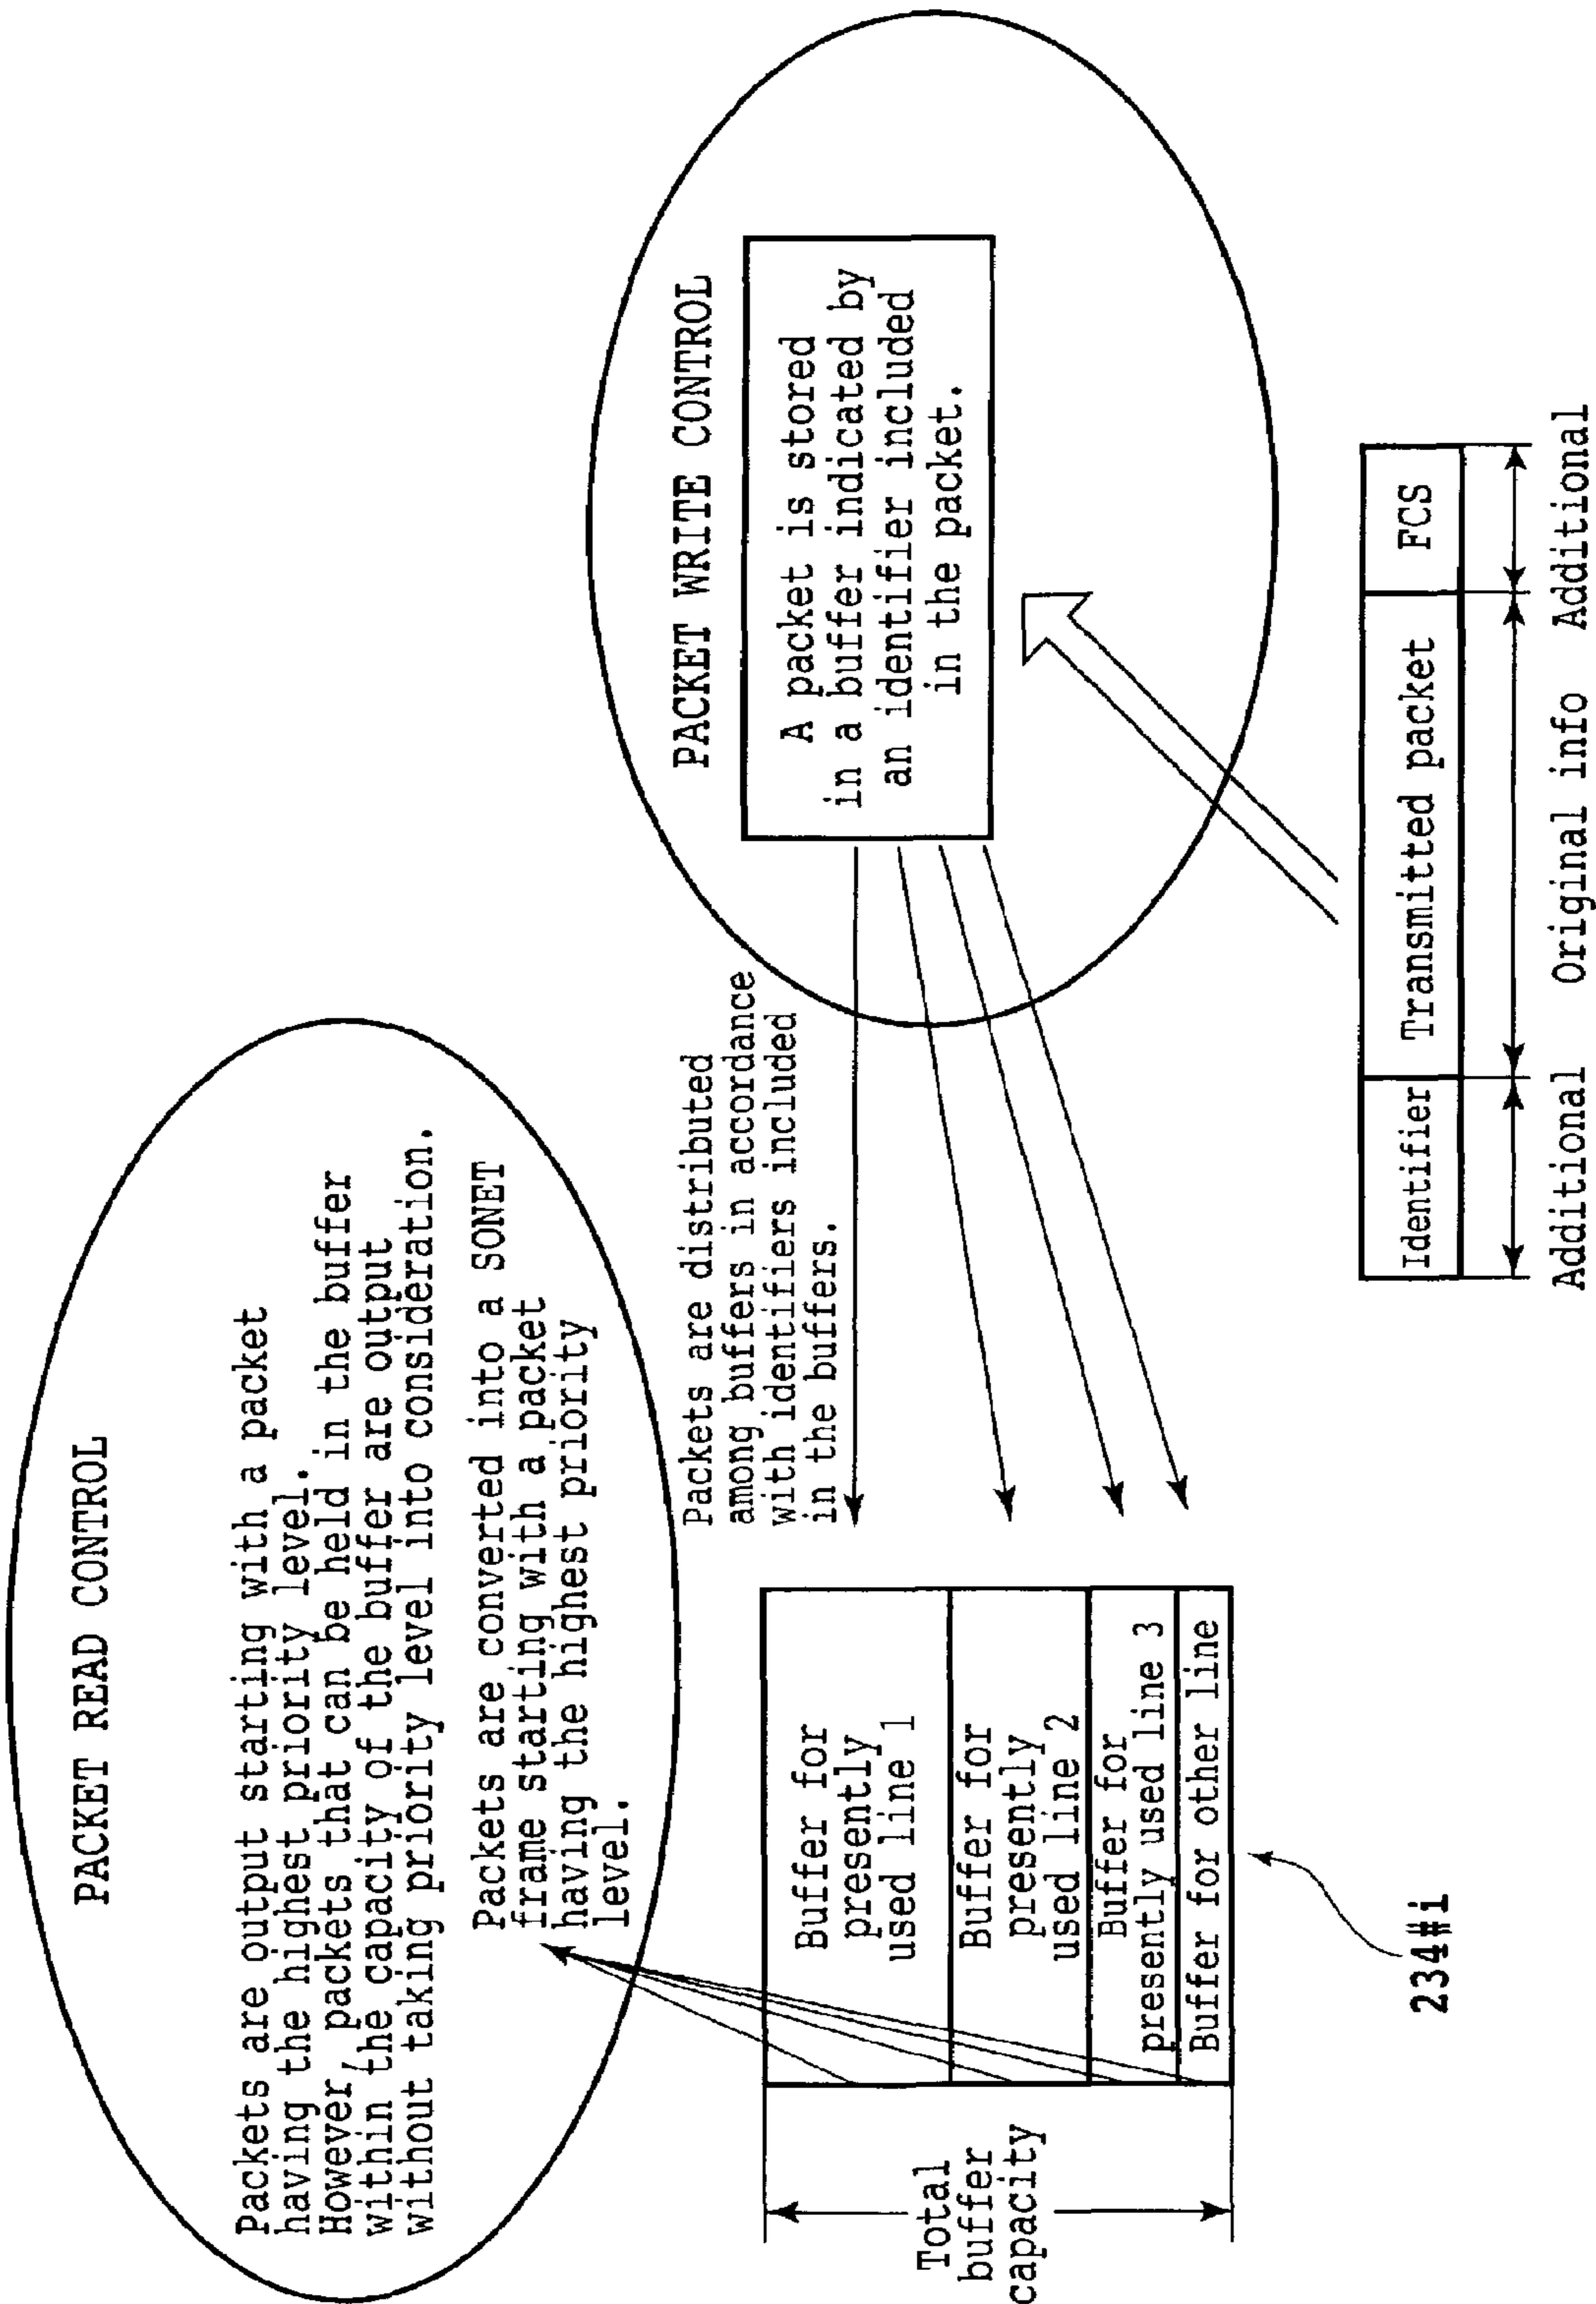 PACKET READ CONTROL
Packets are output starting with a packet
having the highest priority level.
However, packets that can be held in the buffer
within the capacity of the buffer are output
without taking priority level into consideration.
Packets are converted into a SONET
frame starting with a packet
having the highest priority
level.
Packets are distributed
among buffers in accordance
with identifiers included
in the buffers.
PACKET WRITE CONTROL
A packet is stored
in a buffer indicated by
an identifier included
in the packet.
Total
buffer
capacity
Buffer for
presently
used line 1
Buffer for
presently
used line 2
Buffer for
presently used line 3
Buffer for other line
234#i
Identifier
Transmitted packet
FCS
Additional
Original info
Additional